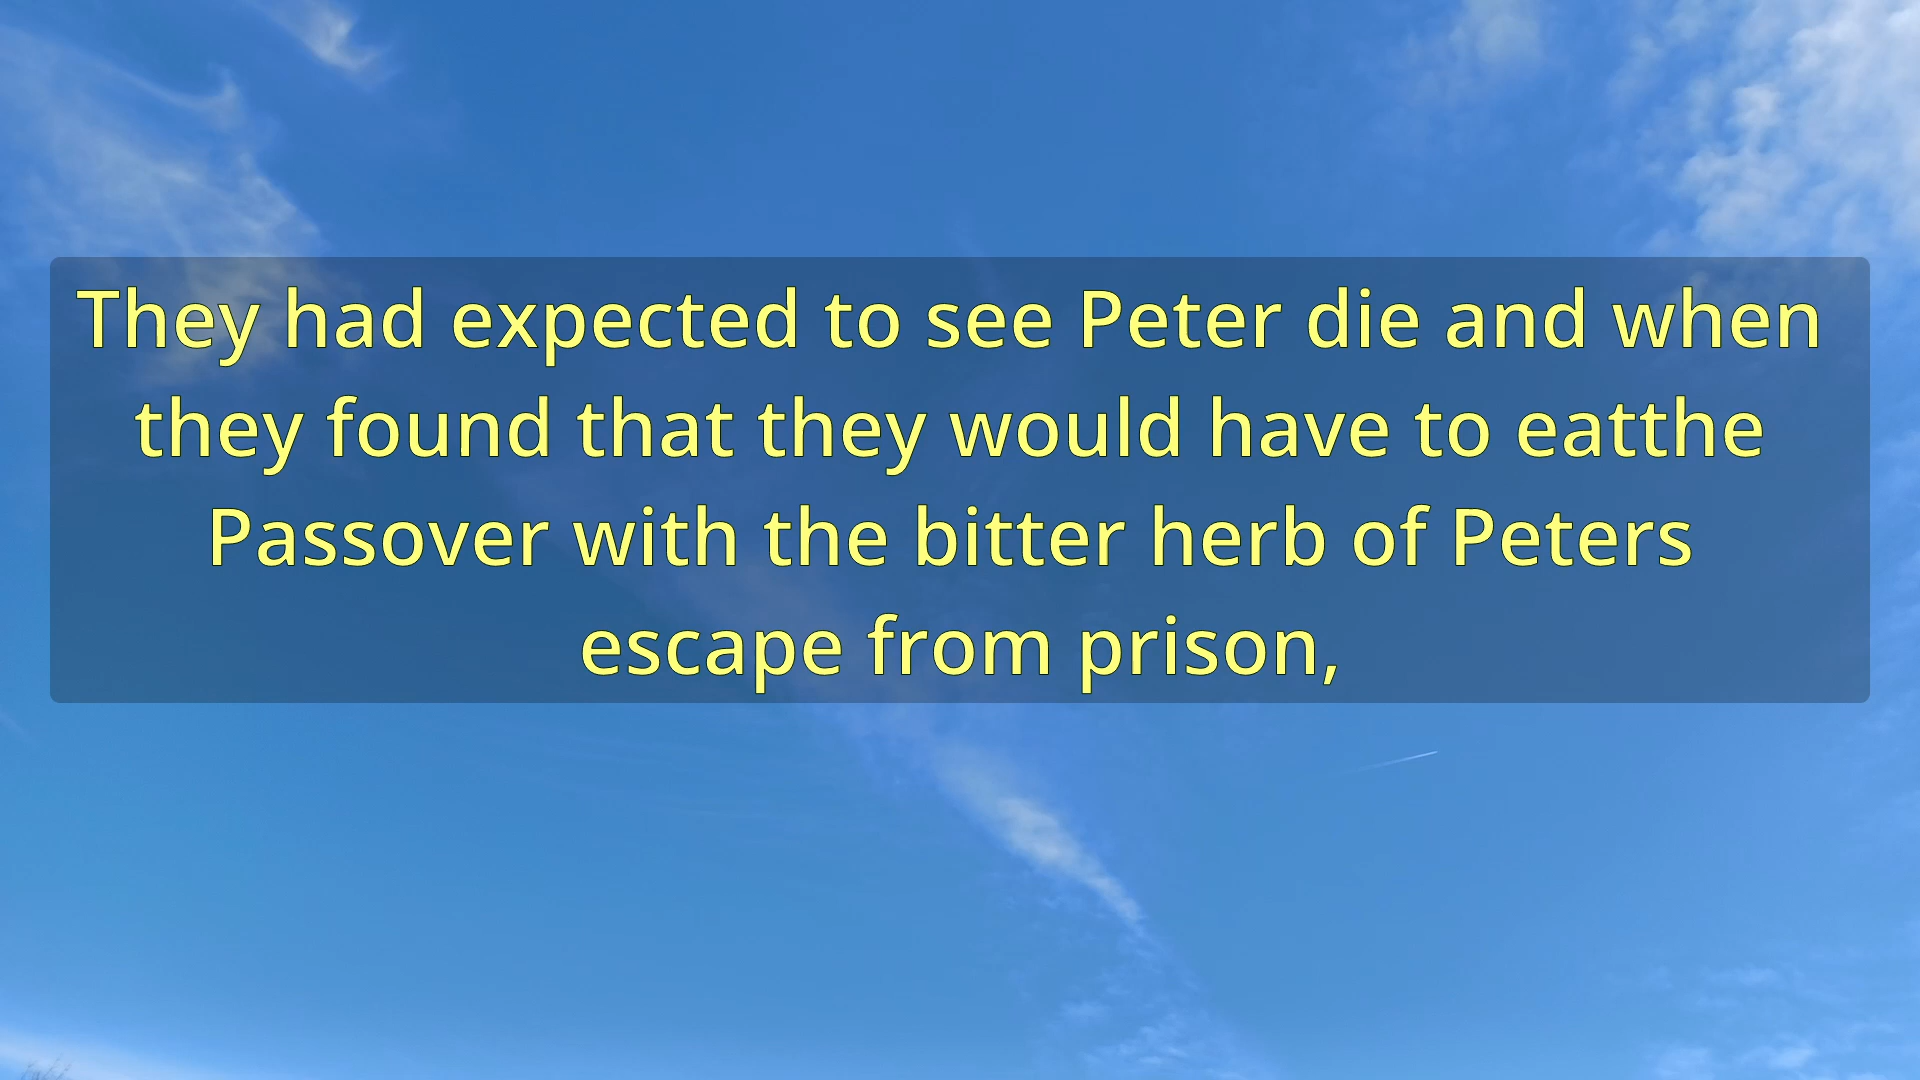 They had expected to see Peter die and when
they found that they would have to eatthe
Passover with the bitter herb of Peters
escape from prison,